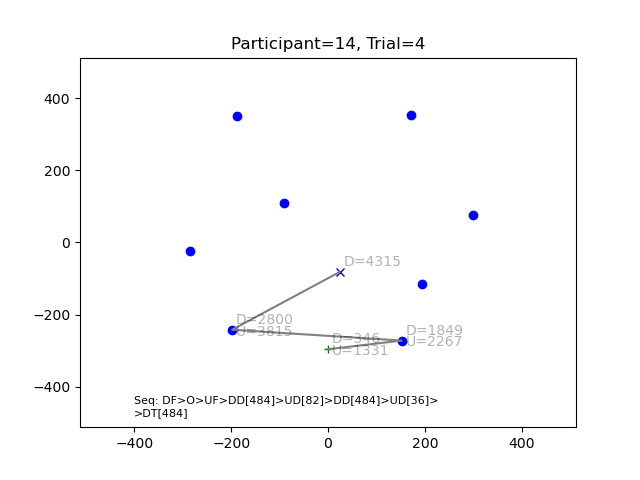 Participant=14, Trial=4
400
200
0
−200
−400
D=4315
D=2800
U=3815
D=346
U=1331
D=1849
U=2267
Seq: DF>O>UF>DD[484]>UD[82]>DD[484]>UD[36]>
>DT[484]
−400
−200
0
200
400